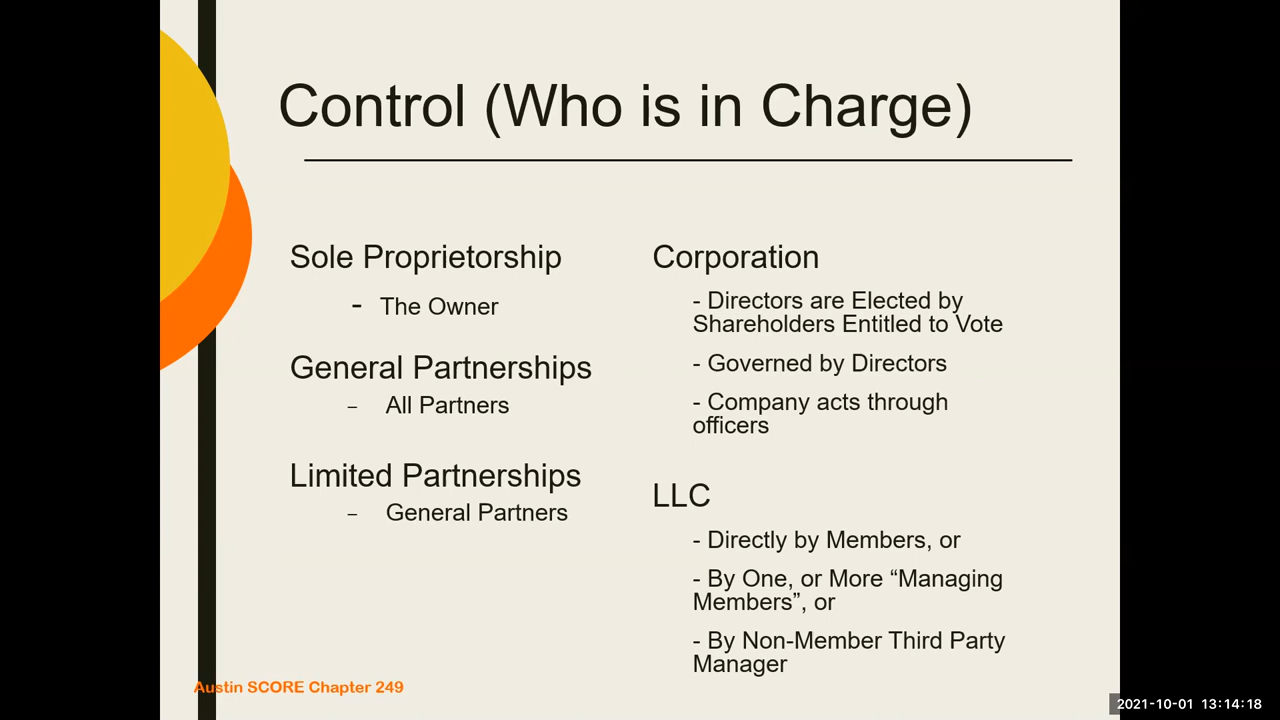 Control (Who is in Charge)
Sole Proprietorship
- The Owner
General Partnerships
– All Partners
Limited Partnerships
– General Partners
Corporation
- Directors are Elected by
Shareholders Entitled to Vote
- Governed by Directors
- Company acts through
officers
LLC
- Directly by Members, or
- By One, or More “Managing
Members”, or
- By Non-Member Third Party
Manager
Austin SCORE Chapter 249
2021-10-01 13:14:18